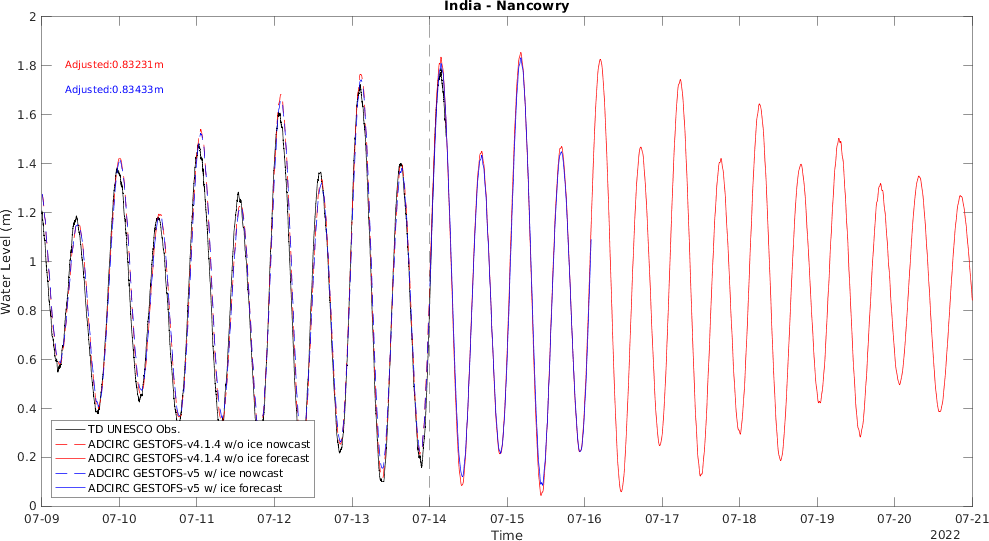 India - Nancowry
Adjusted:0.83231m
Adjusted:0.83433m
Water Level (m)
2
1.8
1.6
1.4
1.2
1
0.8
0.6
0.4
0.2
0
TD UNESCO Obs.
ADCIRC GESTOFS-v4.1.4 w/o ice nowcast
ADCIRC GESTOFS-v4.1.4 w/o ice forecast
ADCIRC GESTOFS-v5 w/ ice nowcast
ADCIRC GESTOFS-v5 w/ ice forecast
07-09 07-10 07-11 07-12 07-13 07-14 07-15 07-16 07-17 07-18 07-19 07-20 07-21
Time
2022